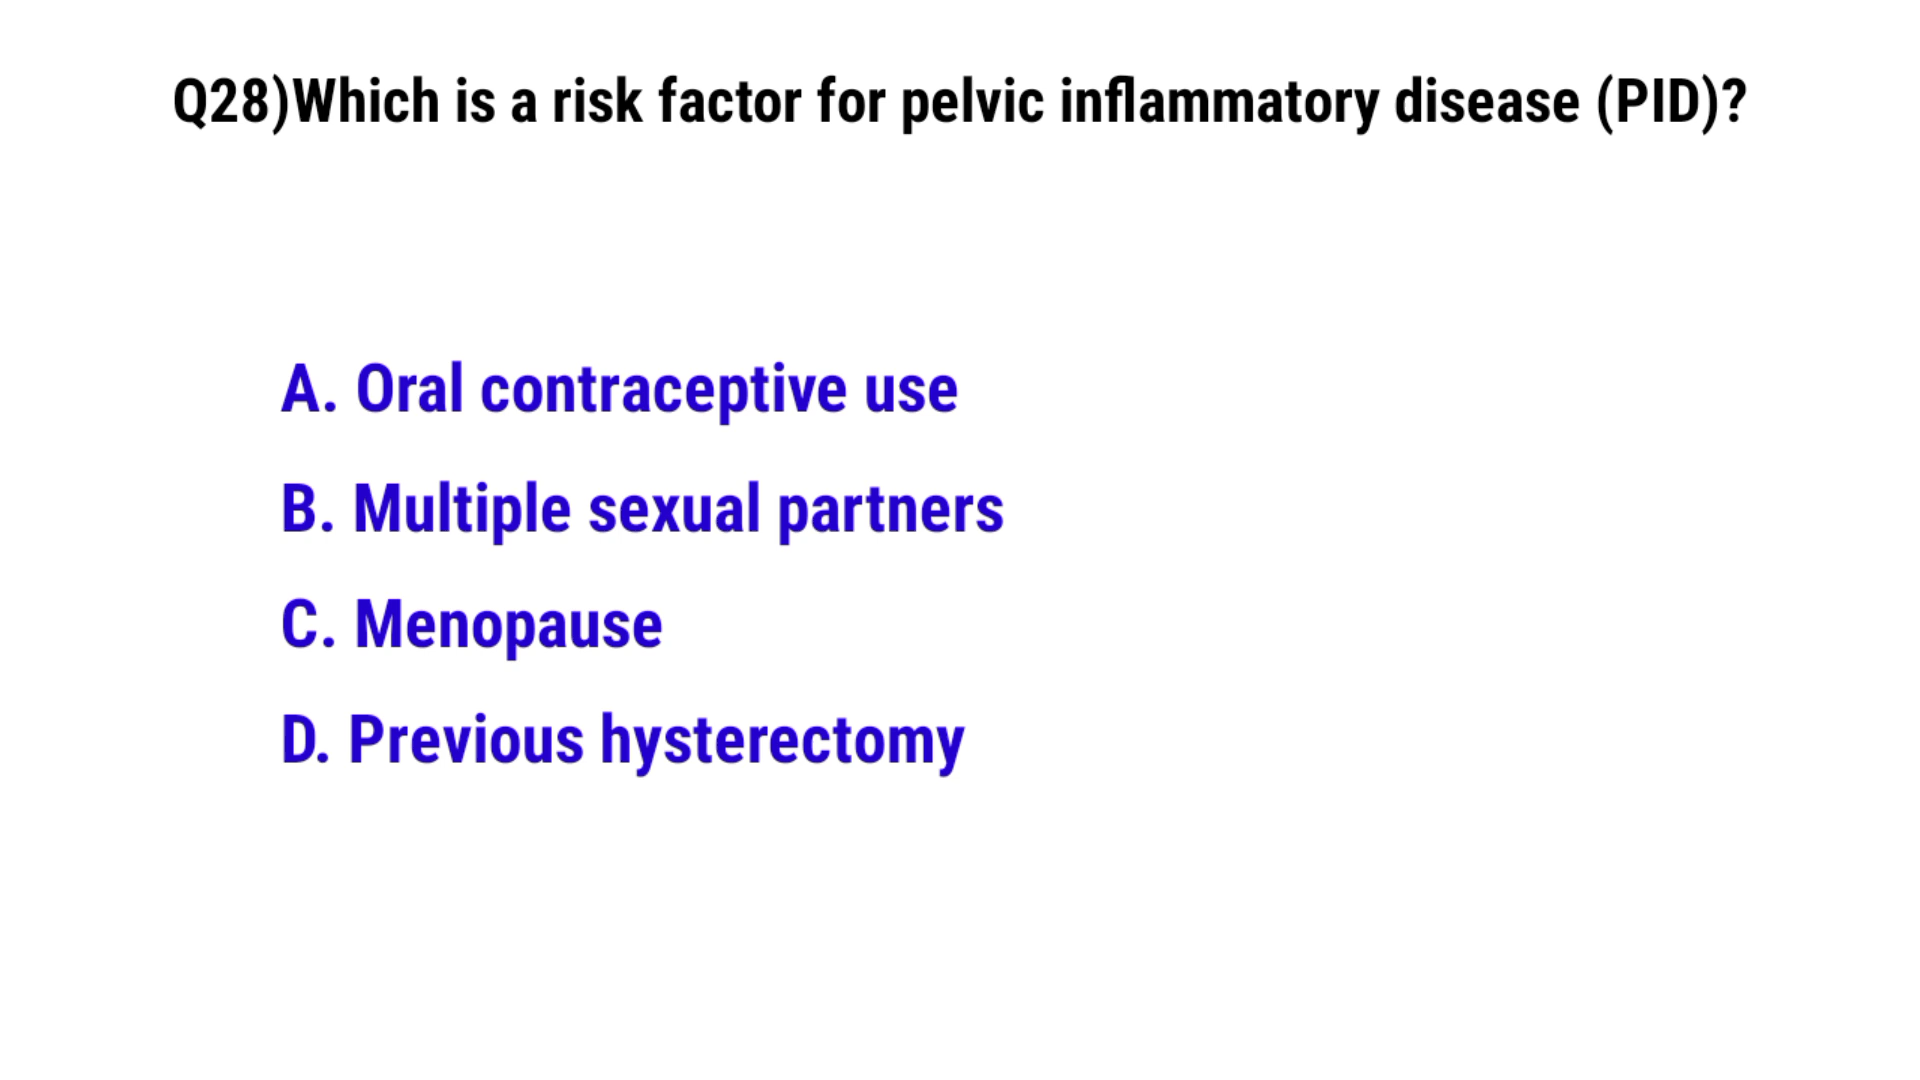 Q28)Which is a risk factor for pelvic inflammatory disease (PID)?
A. Oral contraceptive use
B. Multiple sexual partners
C. Menopause
D. Previous hysterectomy